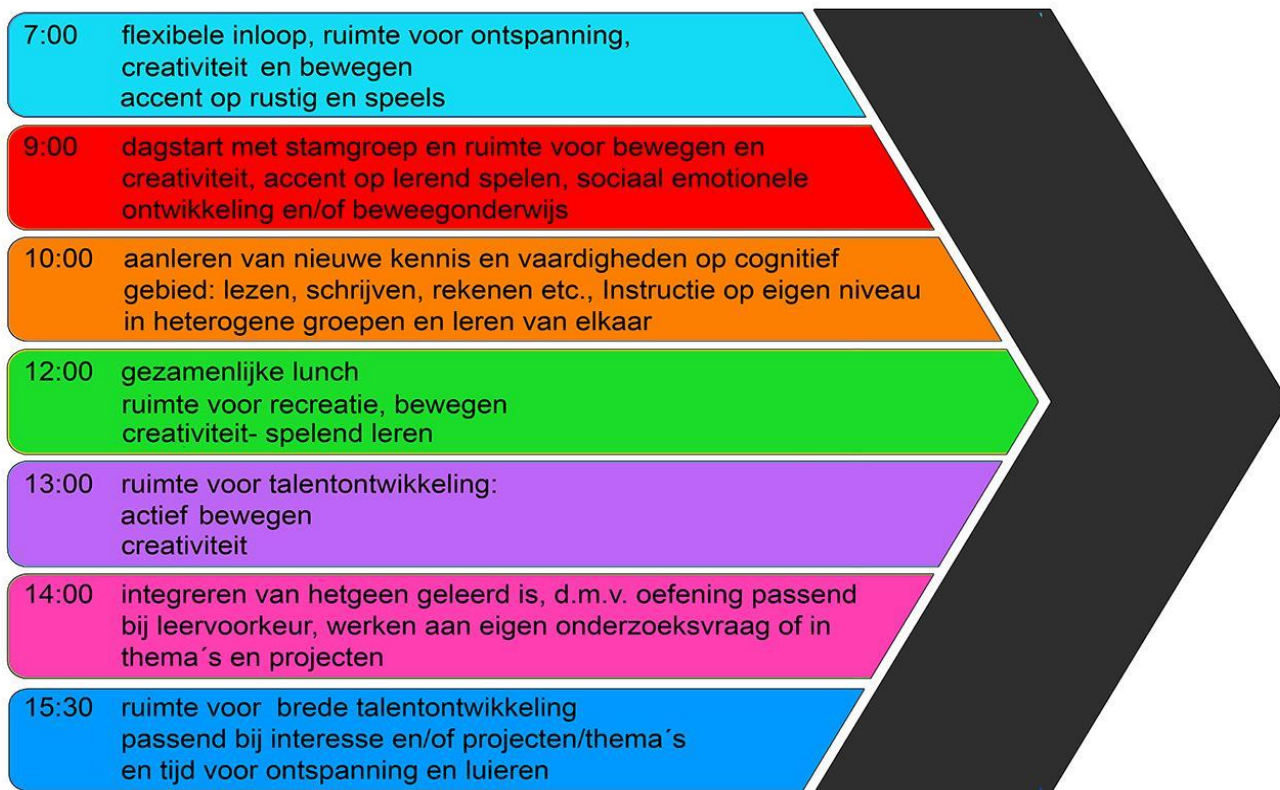 7:00 flexibele inloop, ruimte voor ontspanning,
creativiteit en bewegen
accent op rustig en speels
9:00 dagstart met stamgroep en ruimte voor bewegen en
creativiteit, accent op lerend spelen, sociaal emotionele
ontwikkeling en/of beweegonderwijs
10:00 aanleren van nieuwe kennis en vaardigheden op cognitief
gebied: lezen, schrijven, rekenen etc., Instructie op eigen niveau
in heterogene groepen en leren van elkaar
12:00 gezamenlijke lunch
ruimte voor recreatie, bewegen
creativiteit- spelend leren
13:00 ruimte voor talentontwikkeling:
actief bewegen
creativiteit
14:00 integreren van hetgeen geleerd is, d.m.v. oefening passend
bij leervoorkeur, werken aan eigen onderzoeksvraag of in
thema´s en projecten
15:30 ruimte voor brede talentontwikkeling
passend bij interesse en/of projecten/thema´s
en tijd voor ontspanning en luieren